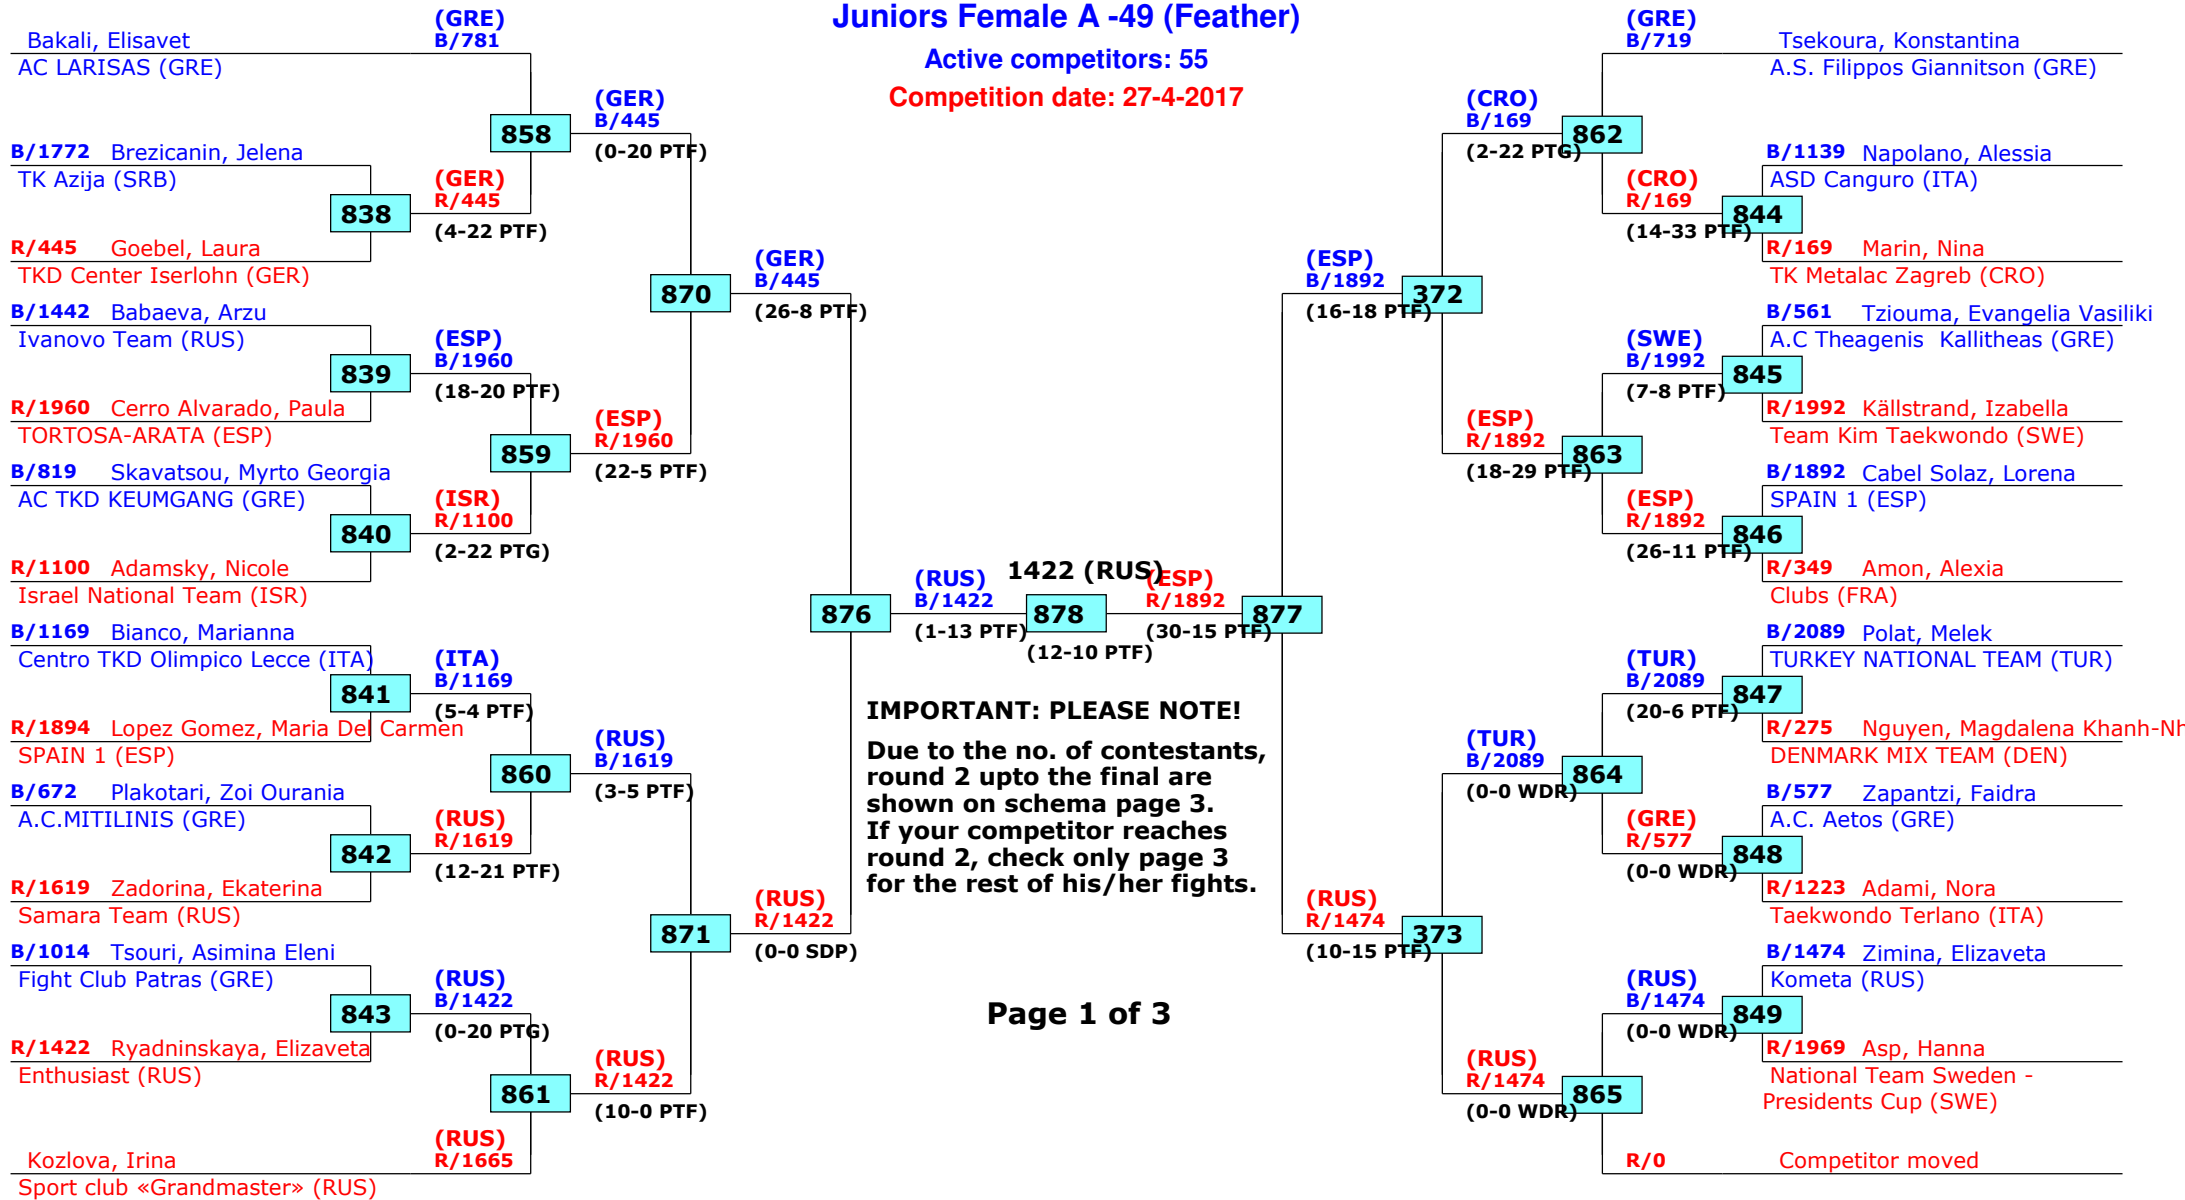 Juniors Female A -49 (Feather)
Active competitors: 55
Competition date: 27-4-2017
Bakali, Elisavet
AC LARISAS (GRE)
(GRE)
B/781
B/1772 Brezicanin, Jelena
TK Azija (SRB)
838
R/445 Goebel, Laura
TKD Center Iserlohn (GER)
(GER)
R/445
(4-22 PTF)
858
(GER)
B/445
(0-20 PTF)
B/1442 Babaeva, Arzu
Ivanovo Team (RUS)
839
R/1960 Cerro Alvarado, Paula
TORTOSA-ARATA (ESP)
(ESP)
B/1960
(18-20 PTF)
859
B/819 Skavatsou, Myrto Georgia
AC TKD KEUMGANG (GRE)
840
R/1100 Adamsky, Nicole
Israel National Team (ISR)
(ISR)
R/1100
(2-22 PTG)
(ESP)
R/1960
(22-5 PTF)
870
(GER)
B/445
(26-8 PTF)
B/1169 Bianco, Marianna
Centro TKD Olimpico Lecce (ITA)
841
R/1894 Lopez Gomez, Maria Del Carmen
SPAIN 1 (ESP)
(ITA)
B/1169
(5-4 PTF)
860
B/672 Plakotari, Zoi Ourania
A.C.MITILINIS (GRE)
842
R/1619 Zadorina, Ekaterina
Samara Team (RUS)
(RUS)
R/1619
(12-21 PTF)
(RUS)
B/1619
(3-5 PTF)
871
B/1014 Tsouri, Asimina Eleni
Fight Club Patras (GRE)
843
R/1422 Ryadninskaya, Elizaveta
Enthusiast (RUS)
(RUS)
B/1422
(0-20 PTG)
861
Kozlova, Irina
Sport club «Grandmaster» (RUS)
(RUS)
R/1665
(RUS)
R/1422
(10-0 PTF)
(RUS)
R/1422
(0-0 SDP)
876
(RUS)
B/1422
(1-13 PTF)
1422 (RUS)
878
(12-10 PTF)
(ESP)
R/1892
(30-15 PTF)
877
IMPORTANT: PLEASE NOTE!
Due to the no. of contestants,
round 2 upto the final are
shown on schema page 3.
If your competitor reaches
round 2, check only page 3
for the rest of his/her fights.
Page 1 of 3
(GRE)
B/719
Tsekoura, Konstantina
A.S. Filippos Giannitson (GRE)
(CRO)
B/169
(2-22 PTG)
862
B/1139 Napolano, Alessia
ASD Canguro (ITA)
(CRO)
R/169
(14-33 PTF)
844
R/169 Marin, Nina
TK Metalac Zagreb (CRO)
(ESP)
B/1892
(16-18 PTF)
372
B/561 Tziouma, Evangelia Vasiliki
A.C Theagenis Kallitheas (GRE)
(SWE)
B/1992
(7-8 PTF)
845
R/1992 Källstrand, Izabella
Team Kim Taekwondo (SWE)
(ESP)
R/1892
(18-29 PTF)
863
B/1892 Cabel Solaz, Lorena
SPAIN 1 (ESP)
(ESP)
R/1892
(26-11 PTF)
846
R/349 Amon, Alexia
Clubs (FRA)
B/2089 Polat, Melek
TURKEY NATIONAL TEAM (TUR)
(TUR)
B/2089
(20-6 PTF)
847
R/275 Nguyen, Magdalena Khanh-Nh
DENMARK MIX TEAM (DEN)
(TUR)
B/2089
(0-0 WDR)
864
B/577 Zapantzi, Faidra
A.C. Aetos (GRE)
(GRE)
R/577
(0-0 WDR)
848
R/1223 Adami, Nora
Taekwondo Terlano (ITA)
(RUS)
R/1474
(10-15 PTF)
373
B/1474 Zimina, Elizaveta
Kometa (RUS)
(RUS)
B/1474
(0-0 WDR)
849
R/1969 Asp, Hanna
National Team Sweden -
Presidents Cup (SWE)
(RUS)
R/1474
(0-0 WDR)
865
R/0 Competitor moved